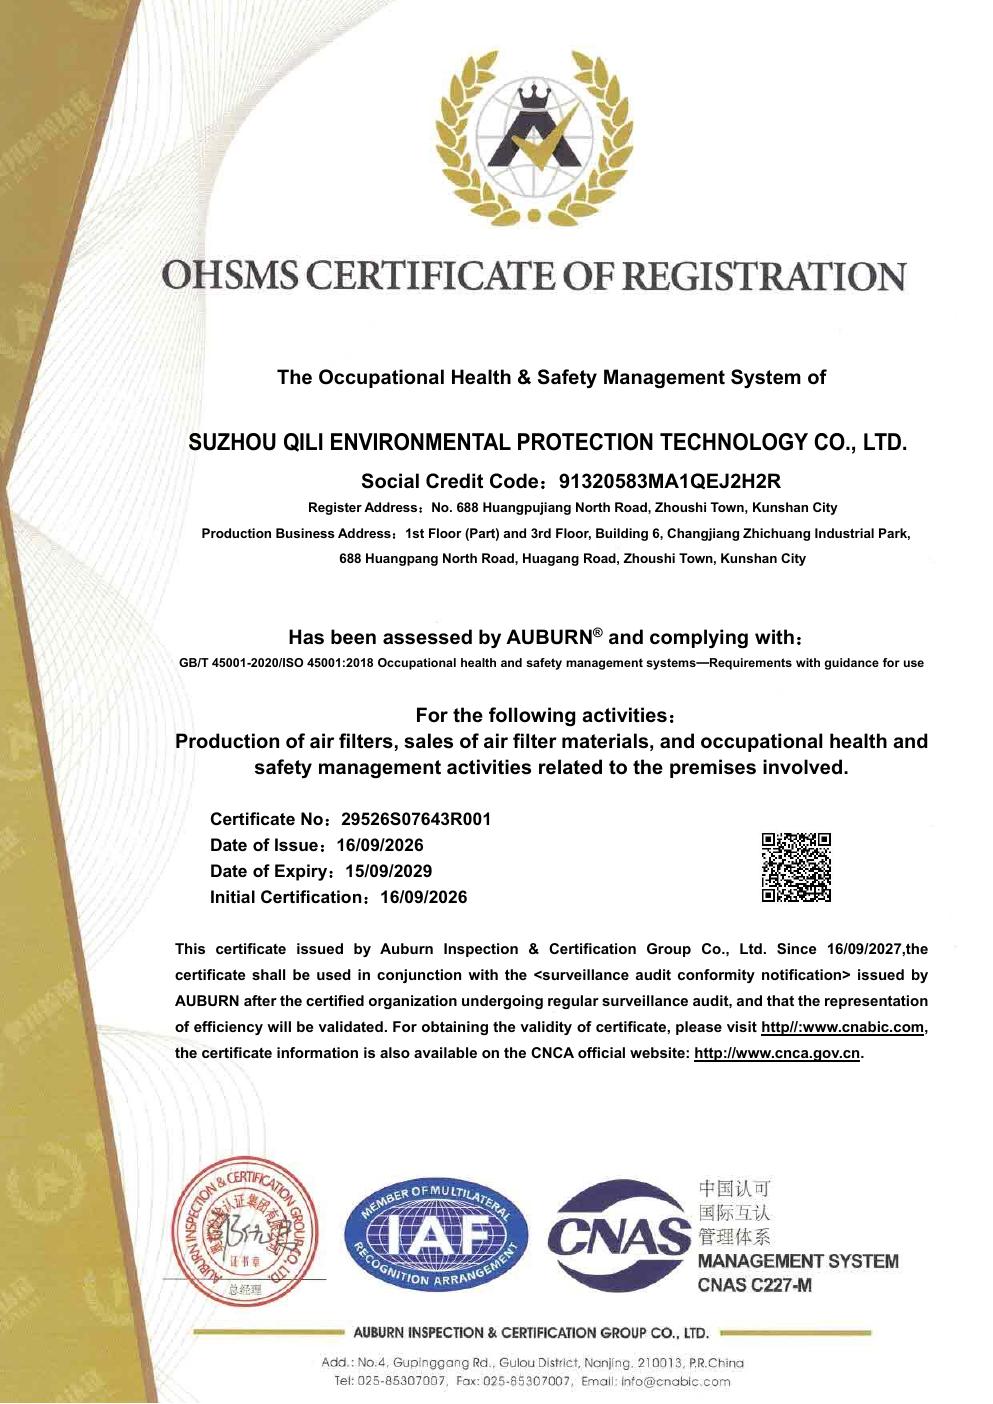 OHSMS CERTIFICATE OF REGISTRATION
The Occupational Health & Safety Management System of
SUZHOU QILI ENVIRONMENTAL PROTECTION TECHNOLOGY CO., LTD.
Social Credit Code：91320583MA1QEJ2H2R
Register Address：No. 688 Huangpujiang North Road, Zhoushi Town, Kunshan City
Production Business Address：1st Floor (Part) and 3rd Floor, Building 6, Changjiang Zhichuang Industrial Park,
688 Huangpang North Road, Huagang Road, Zhoushi Town, Kunshan City
Has been assessed by AUBURN® and complying with：
GB/T 45001-2020/ISO 45001:2018 Occupational health and safety management systems—Requirements with guidance for use
For the following activities：
Production of air filters, sales of air filter materials, and occupational health and
safety management activities related to the premises involved.
Certificate No：29526S07643R001
Date of Issue：16/09/2026
Date of Expiry：15/09/2029
Initial Certification：16/09/2026
This certificate issued by Auburn Inspection & Certification Group Co., Ltd. Since 16/09/2027,the
certificate shall be used in conjunction with the <surveillance audit conformity notification> issued by
AUBURN after the certified organization undergoing regular surveillance audit, and that the representation
of efficiency will be validated. For obtaining the validity of certificate, please visit http//:www.cnabic.com,
the certificate information is also available on the CNCA official website: http://www.cnca.gov.cn.
AUBURN INSPECTION & CERTIFICATION GROUP CO., LTD.
证书章
总经理
MEMBER OF MULTILATERAL
IAF
RECOGNITION ARRANGEMENT
CNAS
中国认可
国际互认
管理体系
MANAGEMENT SYSTEM
CNAS C227-M
AUBURN INSPECTION & CERTIFICATION GROUP CO., LTD.
Add.: No.4, Gupinggang Rd., Gulou District, Nanjing. 210013, P.R.China
Tel: 025-85307007, Fax: 025-85307007, Email: info@cnabic.com